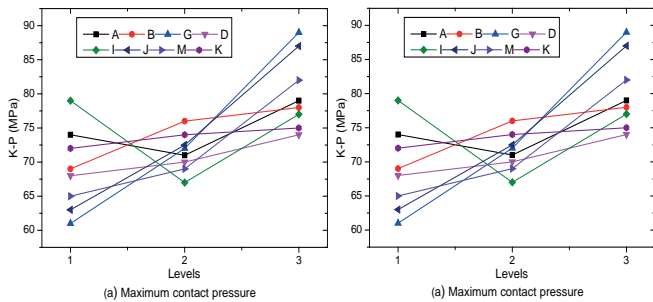 90
85
80
75
70
65
60
K-P (MPa)
A B G D
I J M K
1 2 3
Levels
(a) Maximum contact pressure
90
85
80
75
70
65
60
K-P (MPa)
A B G D
I J M K
1 2 3
Levels
(a) Maximum contact pressure